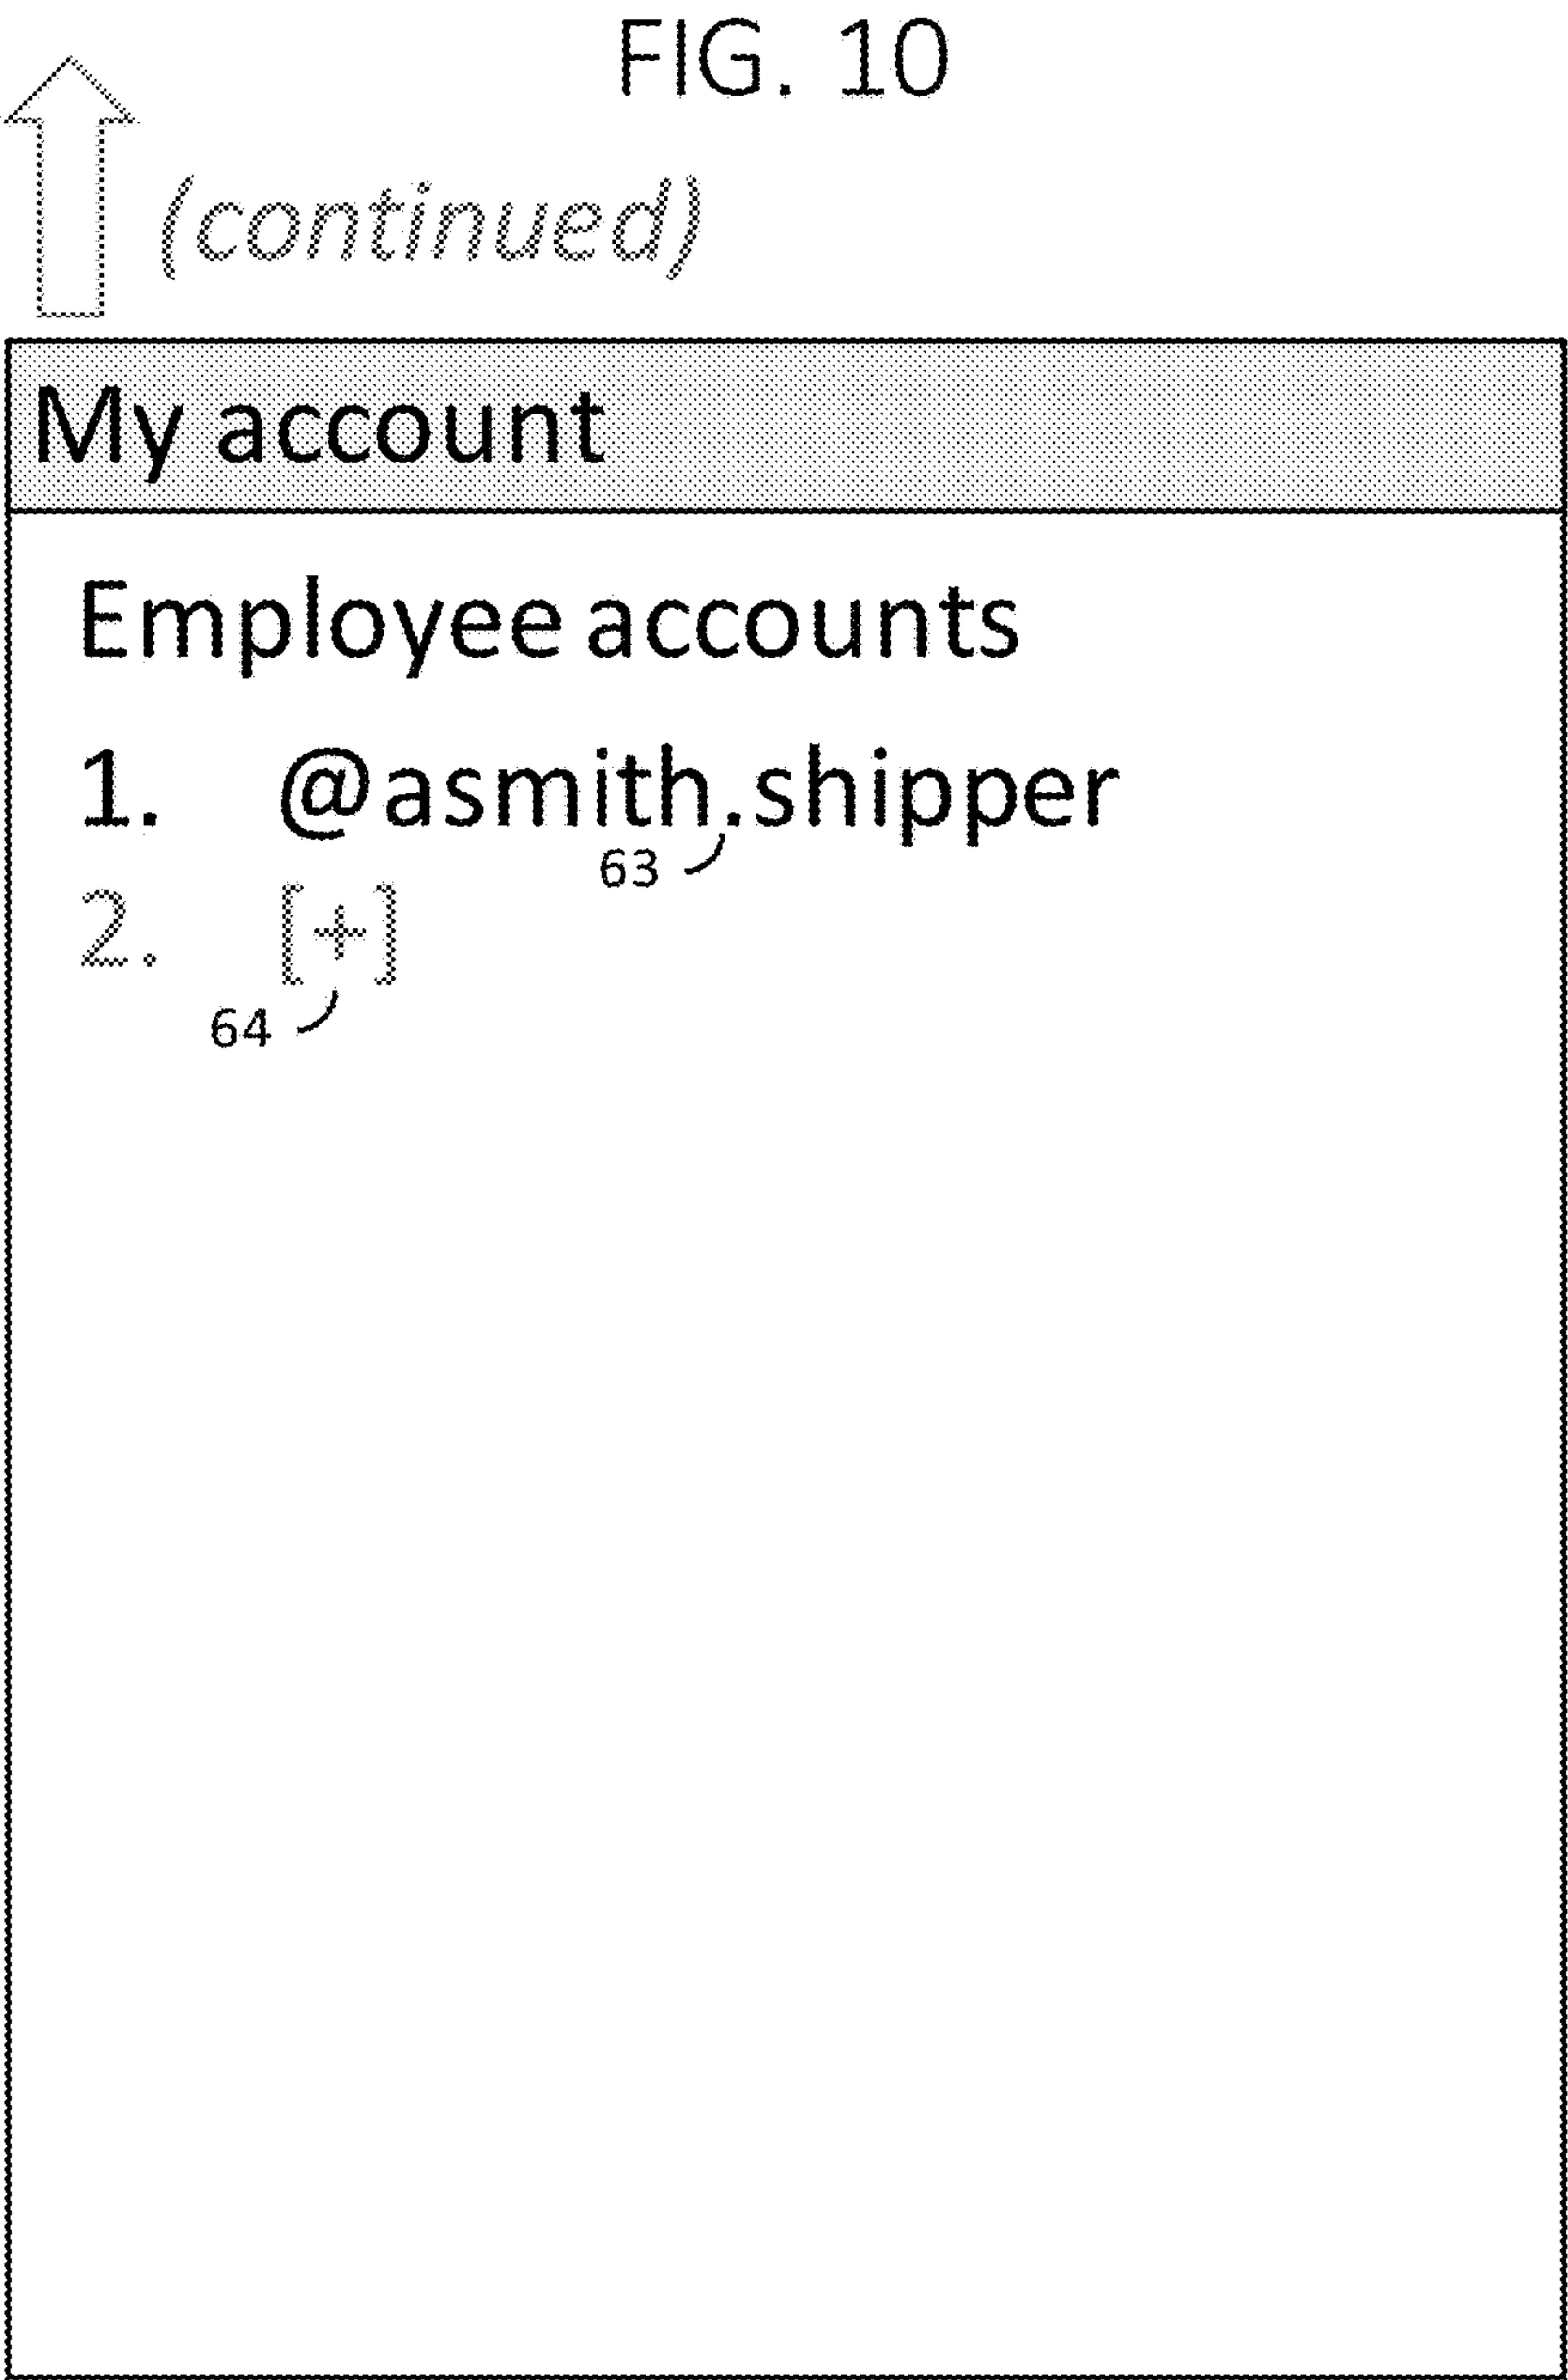 FIG. 10
(continued)
My account
Employee accounts
1. @asmith.shipper
63
2. [+]
64